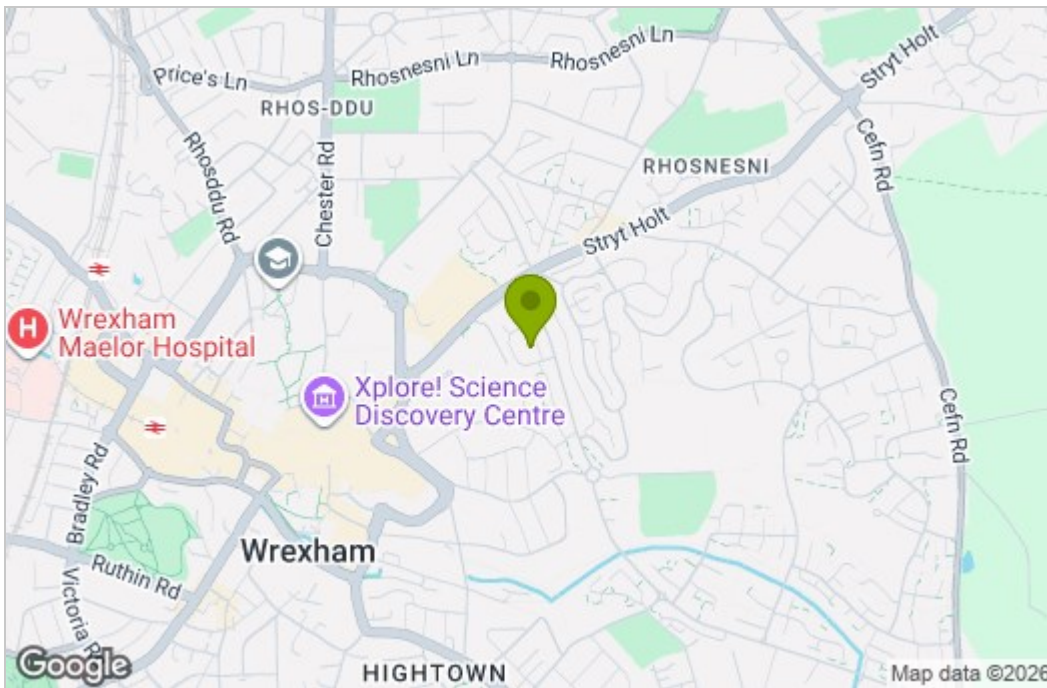 Stryt Holt
Rhosnesni Ln
Rhosnesni Ln
Price's Ln
RHOS-DDU
Rhosddu Rd
Chester Rd
RHOSNESNI
Cefn Rd
Stryt Holt
H
Wrexham
Maelor Hospital
Xplore! Science
Discovery Centre
Cefn Rd
Bradley Rd
Wrexham
Ruthin Rd
Victoria
HIGHTOWN
Google
Map data ©2026